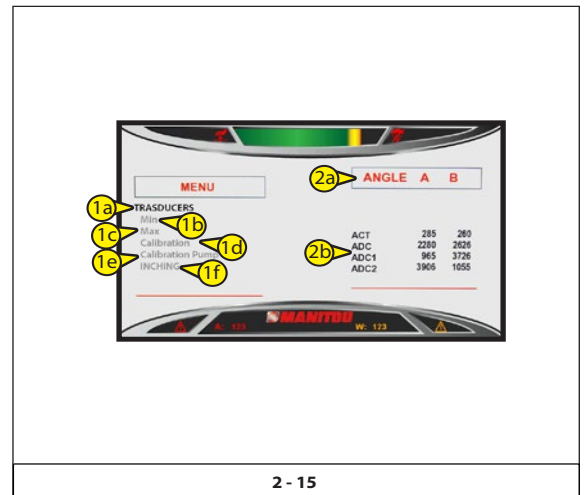 MENU
1a
TRASDUCERS
Min
1b
1c
Max
Calibration
1d
1e
Calibration Pump
INCHING
1f
2a
ANGLE A B
2b
ACT 285 260
ADC 2280 2626
ADC1 965 3726
ADC2 3906 1055
MANITOU
A: 123
W: 123
2 - 15